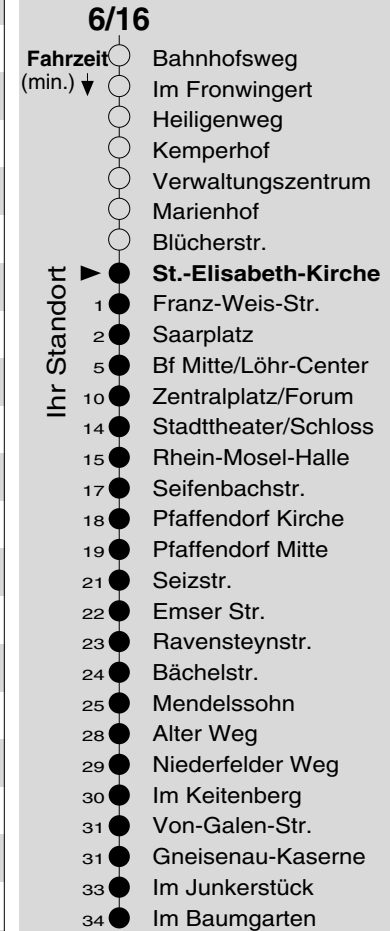 6/16
Fahrzeit Bahnhofsweg
(min.) Im Fronwingert
Heiligenweg
Kemperhof
Verwaltungszentrum
Marienhof
Blücherstr.
Ihr Standort
St.-Elisabeth-Kirche
1 Franz-Weis-Str.
2 Saarplatz
5 Bf Mitte/Löhr-Center
10 Zentralplatz/Forum
14 Stadttheater/Schloss
15 Rhein-Mosel-Halle
17 Seifenbachstr.
18 Pfaffendorf Kirche
19 Pfaffendorf Mitte
21 Seizstr.
22 Emser Str.
23 Ravensteynstr.
24 Bächelstr.
25 Mendelssohn
28 Alter Weg
29 Niederfelder Weg
30 Im Keitenberg
31 Von-Galen-Str.
31 Gneisenau-Kaserne
33 Im Junkerstück
34 Im Baumgarten